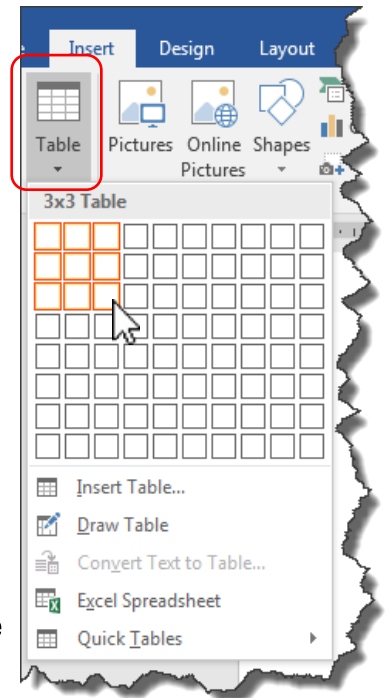 Insert Design Layout
Table Pictures Online Shapes
Pictures
3x3 Table
Insert Table...
Draw Table
Convert Text to Table...
Excel Spreadsheet
Quick Tables